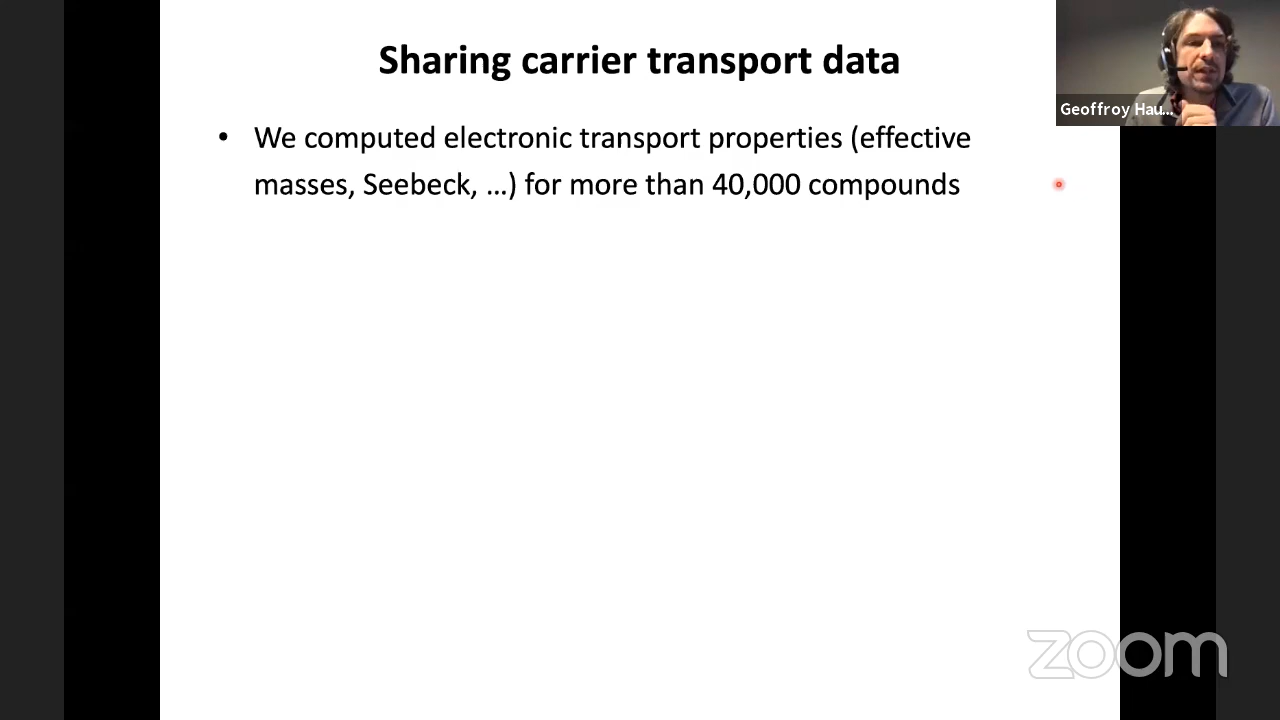 Sharing carrier transport data
Geoffroy Hau...
• We computed electronic transport properties (effective
masses, Seebeck, ...) for more than 40,000 compounds
zoom